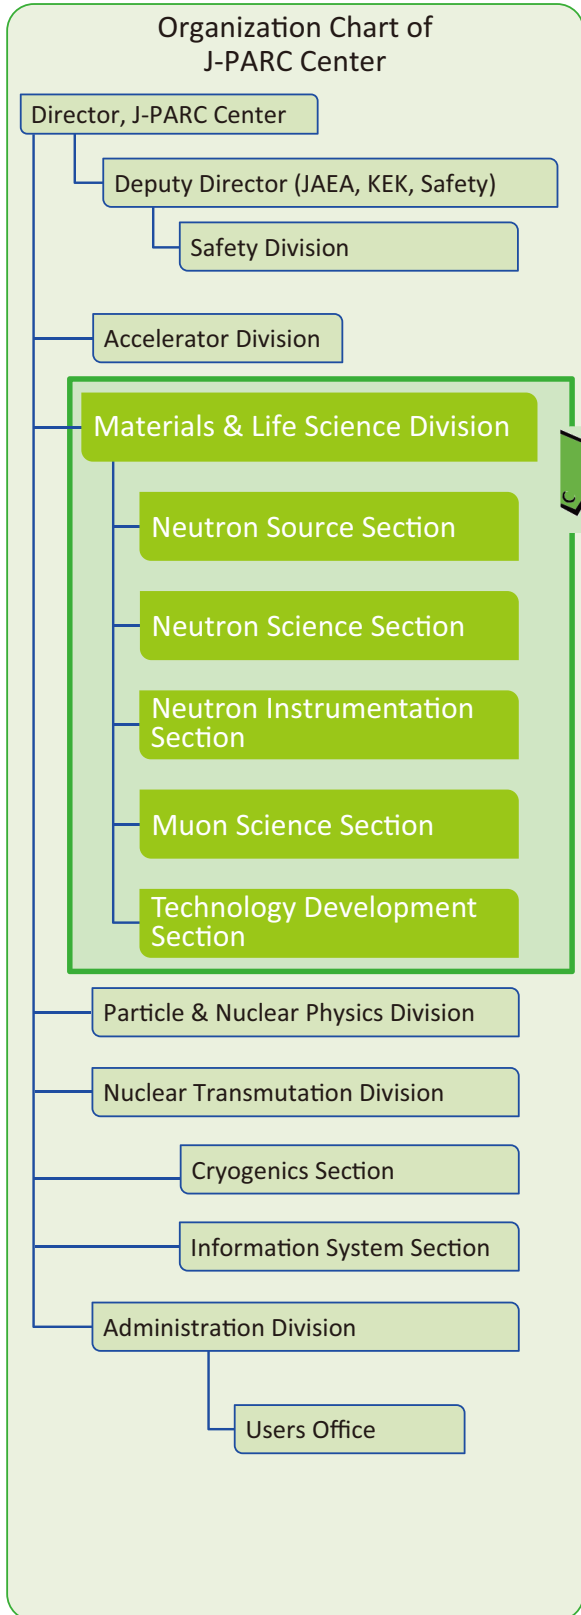 Organization Chart of
J-PARC Center
Director, J-PARC Center
Deputy Director (JAEA, KEK, Safety)
Safety Division
Accelerator Division
Materials & Life Science Division
Neutron Source Section
Neutron Science Section
Neutron Instrumentation
Section
Muon Science Section
Technology Development
Section
Particle & Nuclear Physics Division
Nuclear Transmutation Division
Cryogenics Section
Information System Section
Administration Division
Users Office